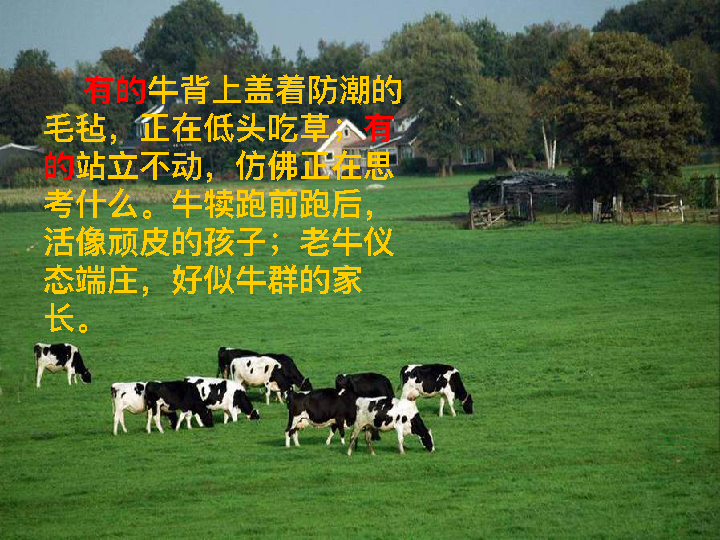 有的牛背上盖着防潮的
毛毡，正在低头吃草；有
的站立不动，仿佛正在思
考什么。牛犊跑前跑后，
活像顽皮的孩子；老牛仪
态端庄，好似牛群的家
长。